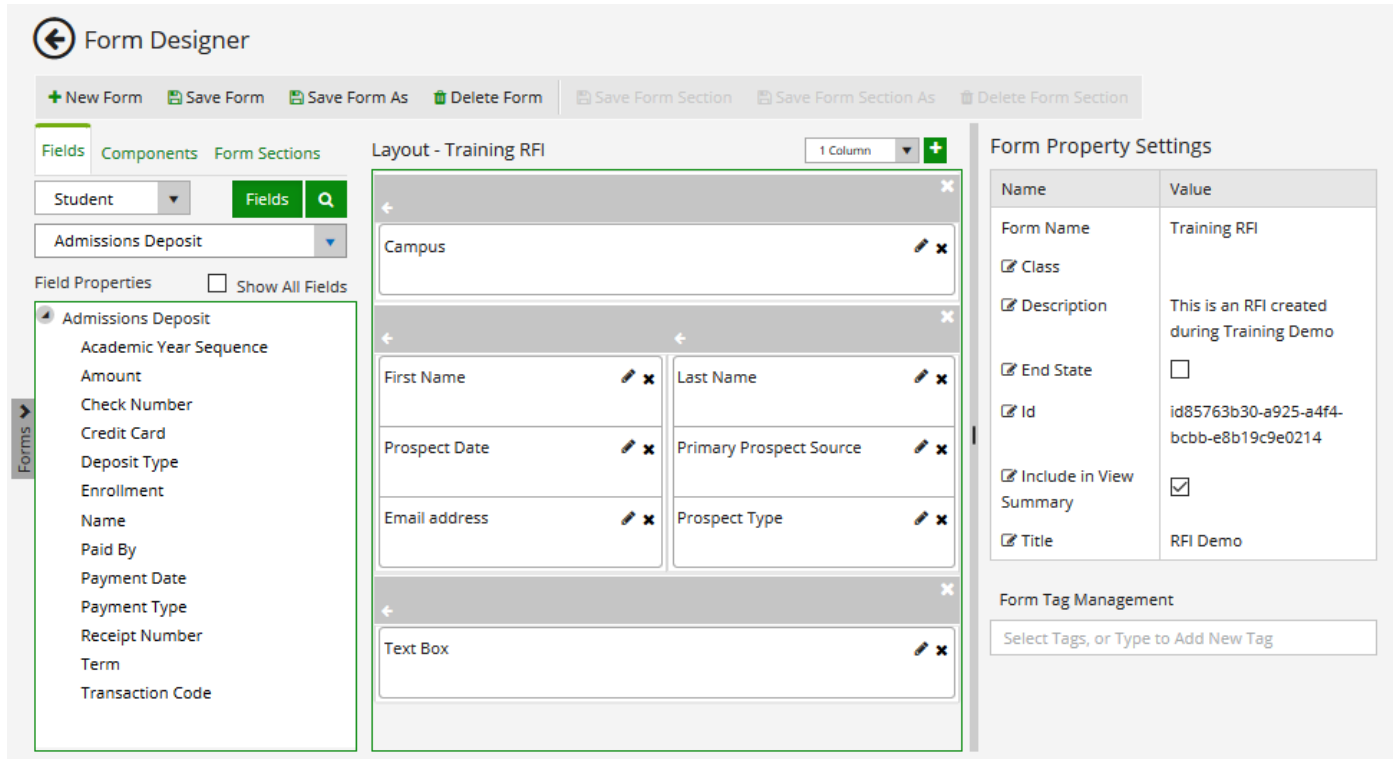 Form Designer
New Form Save Form Save Form As Delete Form Save Form Section Save Form Section As Delete Form Section
Fields Components Form Sections
Student Fields
Admissions Deposit
Field Properties Show All Fields
Admissions Deposit
Academic Year Sequence
Amount
Check Number
Credit Card
Deposit Type
Enrollment
Name
Paid By
Payment Date
Payment Type
Receipt Number
Term
Transaction Code
Forms
Layout - Training RFI 1 Column
Campus
First Name Last Name
Prospect Date Primary Prospect Source
Email address Prospect Type
Text Box
Form Property Settings
Name Value
Form Name Training RFI
Class
Description This is an RFI created
during Training Demo
End State
Id id85763b30-a925-a4f4-
bcbb-e8b19c9e0214
Include in View
Summary
Title RFI Demo
Form Tag Management
Select Tags, or Type to Add New Tag